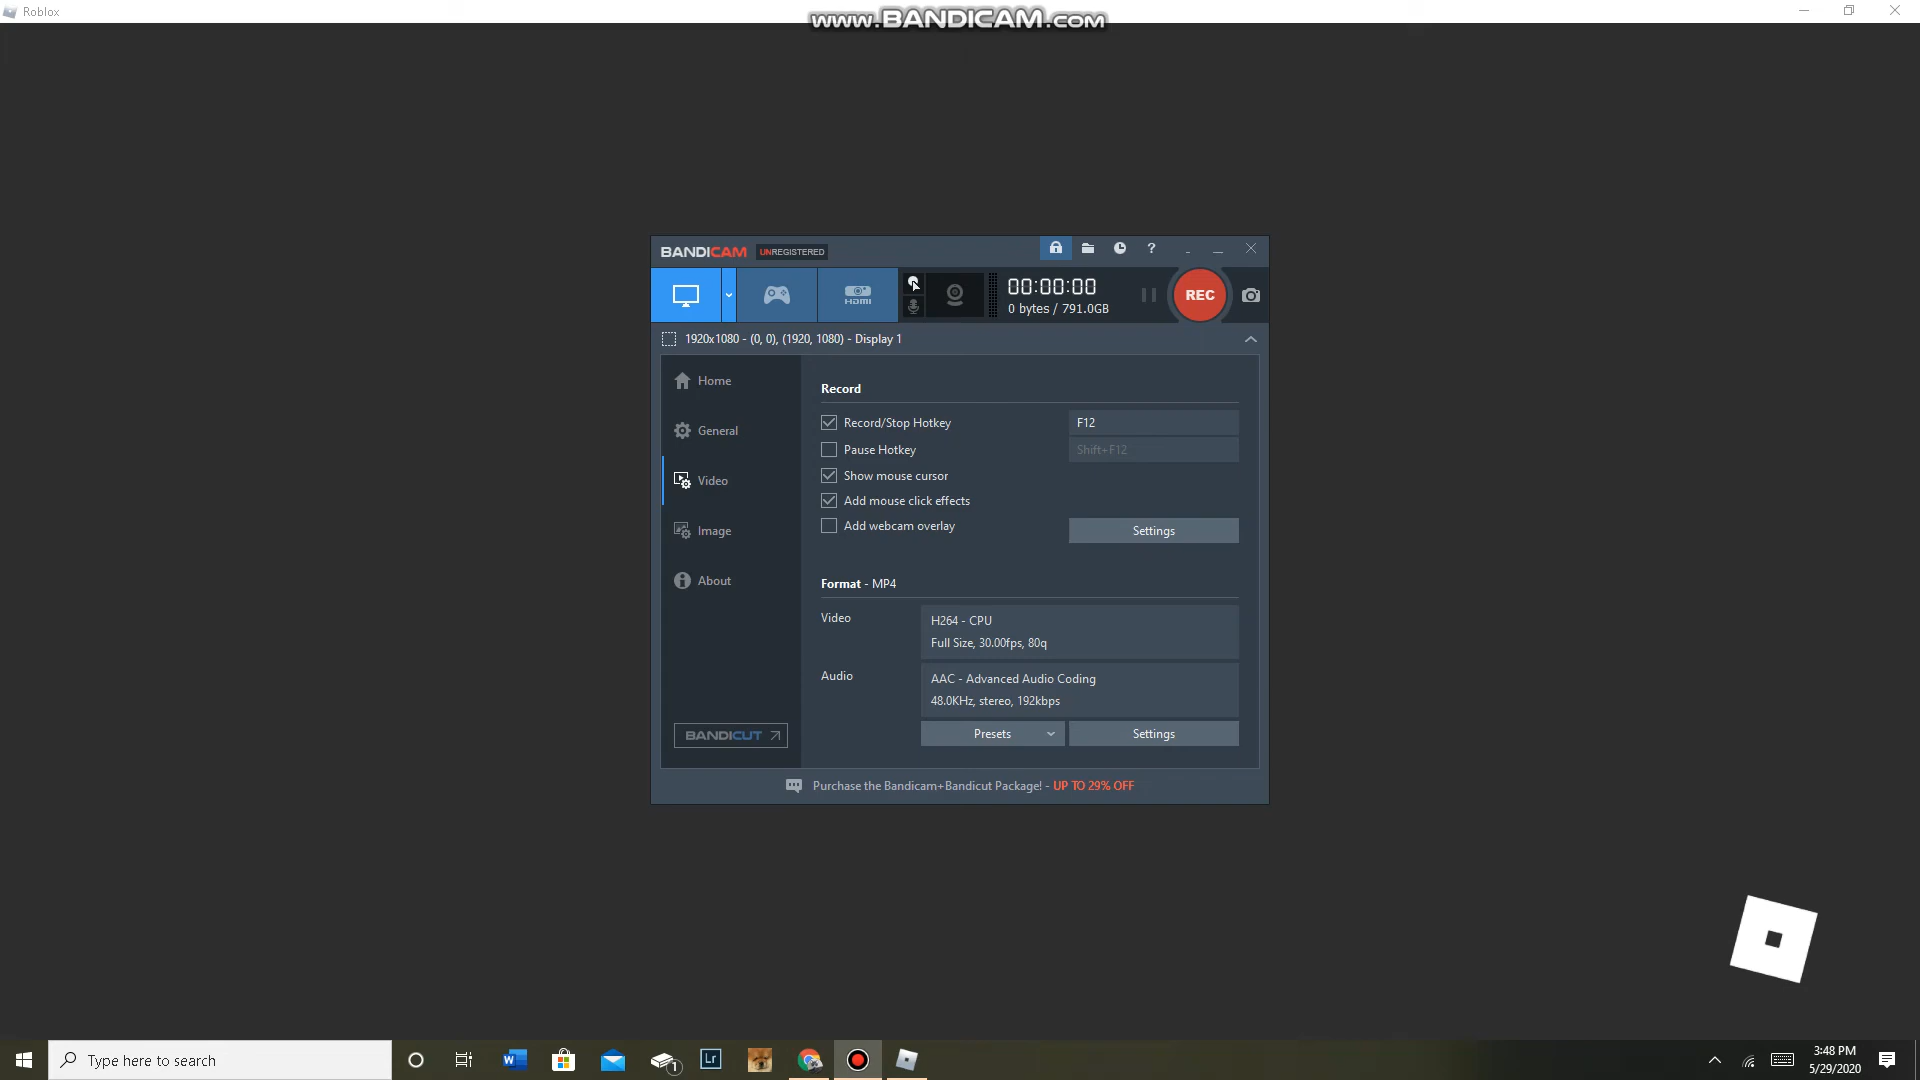 Roblox
www.BANDICAM.com
BANDICAM UNREGISTERED
?
HDMI
00:00:00
0 bytes / 791.0GB
REC
1920x1080 - (0, 0), (1920, 1080) - Display 1
Home
General
Video
Image
About
BANDICUT
Record
Record/Stop Hotkey
F12
Pause Hotkey
Shift+F12
Show mouse cursor
Add mouse click effects
Add webcam overlay
Settings
Format - MP4
Video
H264 - CPU
Full Size, 30.00fps, 80q
Audio
AAC - Advanced Audio Coding
48.0KHz, stereo, 192kbps
Presets
Settings
Purchase the Bandicam+Bandicut Package! - UP TO 29% OFF
Type here to search
W
1
Lr
3:48 PM
5/29/2020